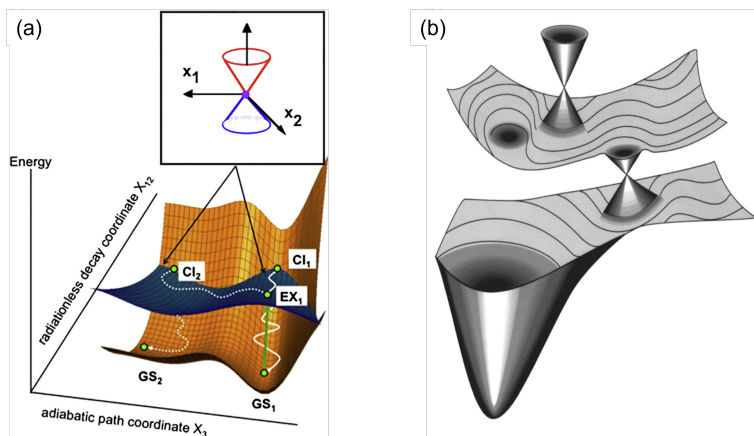 (a)
(b)
x1
x2
Energy
radiationless decay coordinate X12
CI2
CI1
EX1
GS2
GS1
adiabatic path coordinate X3